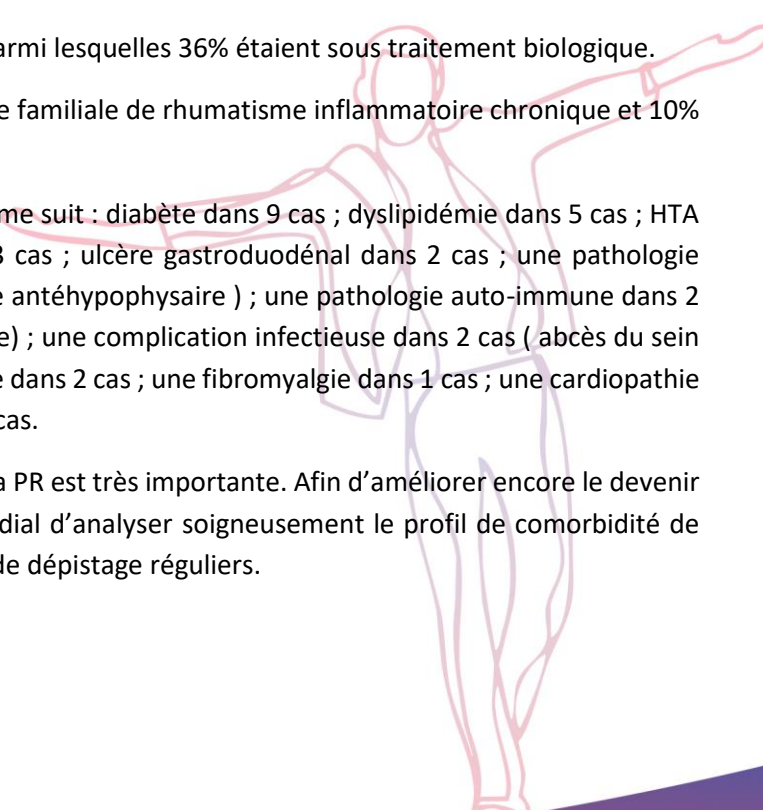 armi lesquelles 36% étaient sous traitement biologique.
e familiale de rhumatisme inflammatoire chronique et 10%
me suit : diabète dans 9 cas ; dyslipidémie dans 5 cas ; HTA
3 cas ; ulcère gastroduodénal dans 2 cas ; une pathologie
e antéhypophysaire ) ; une pathologie auto-immune dans 2
e) ; une complication infectieuse dans 2 cas ( abcès du sein
e dans 2 cas ; une fibromyalgie dans 1 cas ; une cardiopathie
cas.
a PR est très importante. Afin d’améliorer encore le devenir
dial d’analyser soigneusement le profil de comorbidité de
de dépistage réguliers.